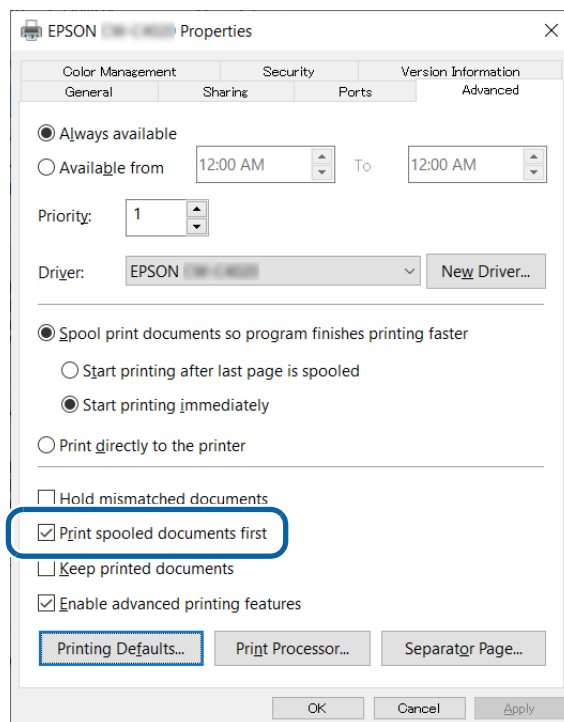 EPSON Properties
Color Management Security Version Information
General Sharing Ports Advanced
Always available
Available from 12:00 AM To 12:00 AM
Priority: 1
Driver: EPSON New Driver...
Spool print documents so program finishes printing faster
Start printing after last page is spooled
Start printing immediately
Print directly to the printer
Hold mismatched documents
Print spooled documents first
Keep printed documents
Enable advanced printing features
Printing Defaults... Print Processor... Separator Page...
OK Cancel Apply